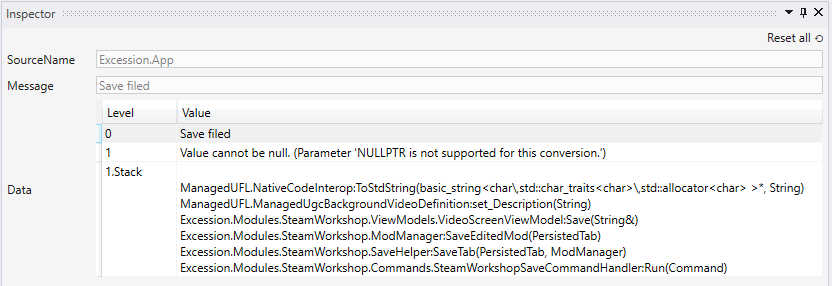 Inspector
Reset all
SourceName Excession.App
Message Save filed
Level Value
0 Save filed
1 Value cannot be null. (Parameter 'NULLPTR is not supported for this conversion.')
1.Stack
Data
ManagedUFL.NativeCodeInterop:ToStdString(basic_string<char\,std::char_traits<char>\,std::allocator<char> >*, String)
ManagedUFL.ManagedUgcBackgroundVideoDefinition:set_Description(String)
Excession.Modules.SteamWorkshop.ViewModels.VideoScreenViewModel:Save(String&)
Excession.Modules.SteamWorkshop.ModManager:SaveEditedMod(PersistedTab)
Excession.Modules.SteamWorkshop.SaveHelper:SaveTab(PersistedTab, ModManager)
Excession.Modules.SteamWorkshop.Commands.SteamWorkshopSaveCommandHandler:Run(Command)